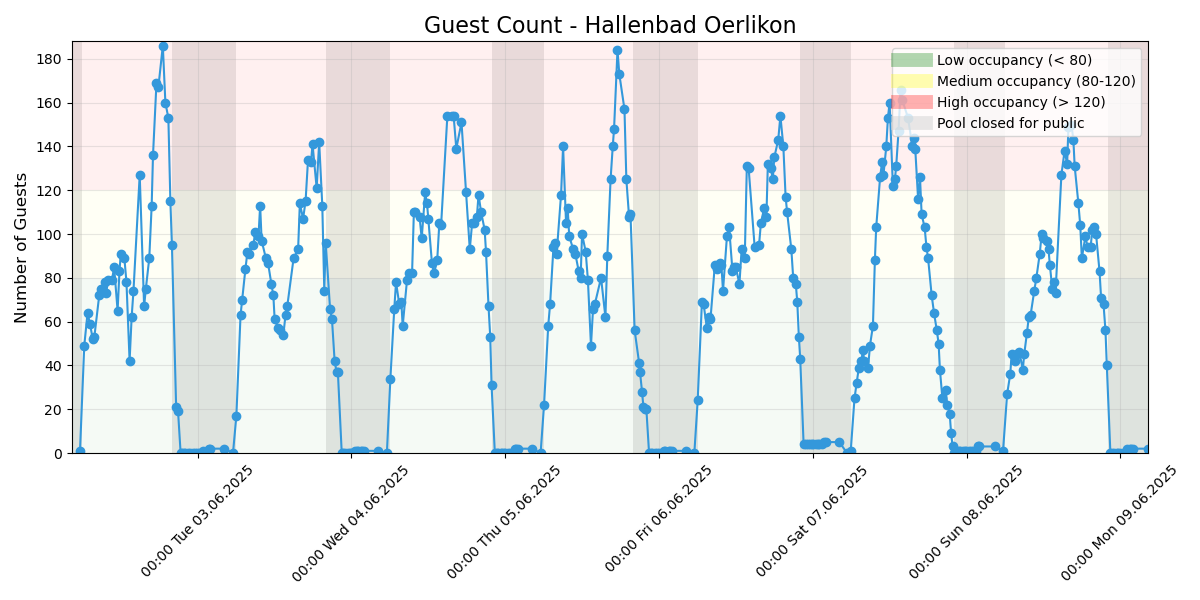 Guest Count - Hallenbad Oerlikon
Number of Guests
180
160
140
120
100
80
60
40
20
0
Low occupancy (< 80)
Medium occupancy (80-120)
High occupancy (> 120)
Pool closed for public
00:00 Tue 03.06.2025
00:00 Wed 04.06.2025
00:00 Thu 05.06.2025
00:00 Fri 06.06.2025
00:00 Sat 07.06.2025
00:00 Sun 08.06.2025
00:00 Mon 09.06.2025